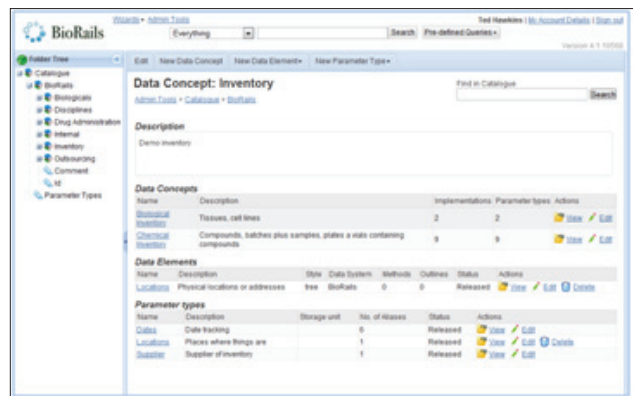 BioRails
Wizards • Admin Tools
Ted Hawkins | My Account Details | Sign out
Everything
Search
Pre-defined Queries
Version 4.1
Folder Tree
Catalogue
BioRails
Biologicals
Disciplines
Drug Administration
Internal
Inventory
Outsourcing
Comment
Id
Parameter Types
Edit New Data Concept New Data Element New Parameter Type
Data Concept: Inventory
Admin Tools > Catalogue > BioRails
Find in Catalogue
Search
Description
Demo inventory
Data Concepts
Name Description Implementations Parameter types Actions
Biological Inventory Tissues, cell lines 2 2 View Edit
Chemical Inventory Compounds, batches plus samples, plates a vials containing compounds 9 9 View Edit
Data Elements
Name Description Style Data System Methods Outlines Status Actions
Locations Physical locations or addresses tree BioRails 0 0 Released View Edit Delete
Parameter types
Name Description Storage unit No. of Aliases Status Actions
Dates Date tracking 0 Released View Edit
Locations Places where things are 1 Released View Edit Delete
Supplier Supplier of inventory 1 Released View Edit